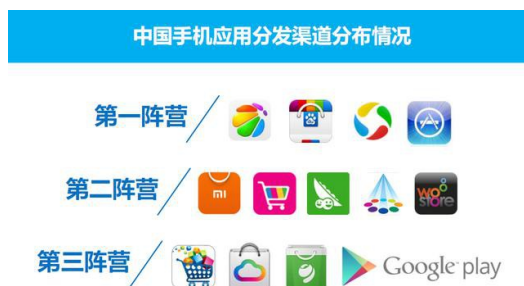 中国手机应用分发渠道分布情况
第一阵营
第二阵营
mi
wo store
第三阵营
Google play